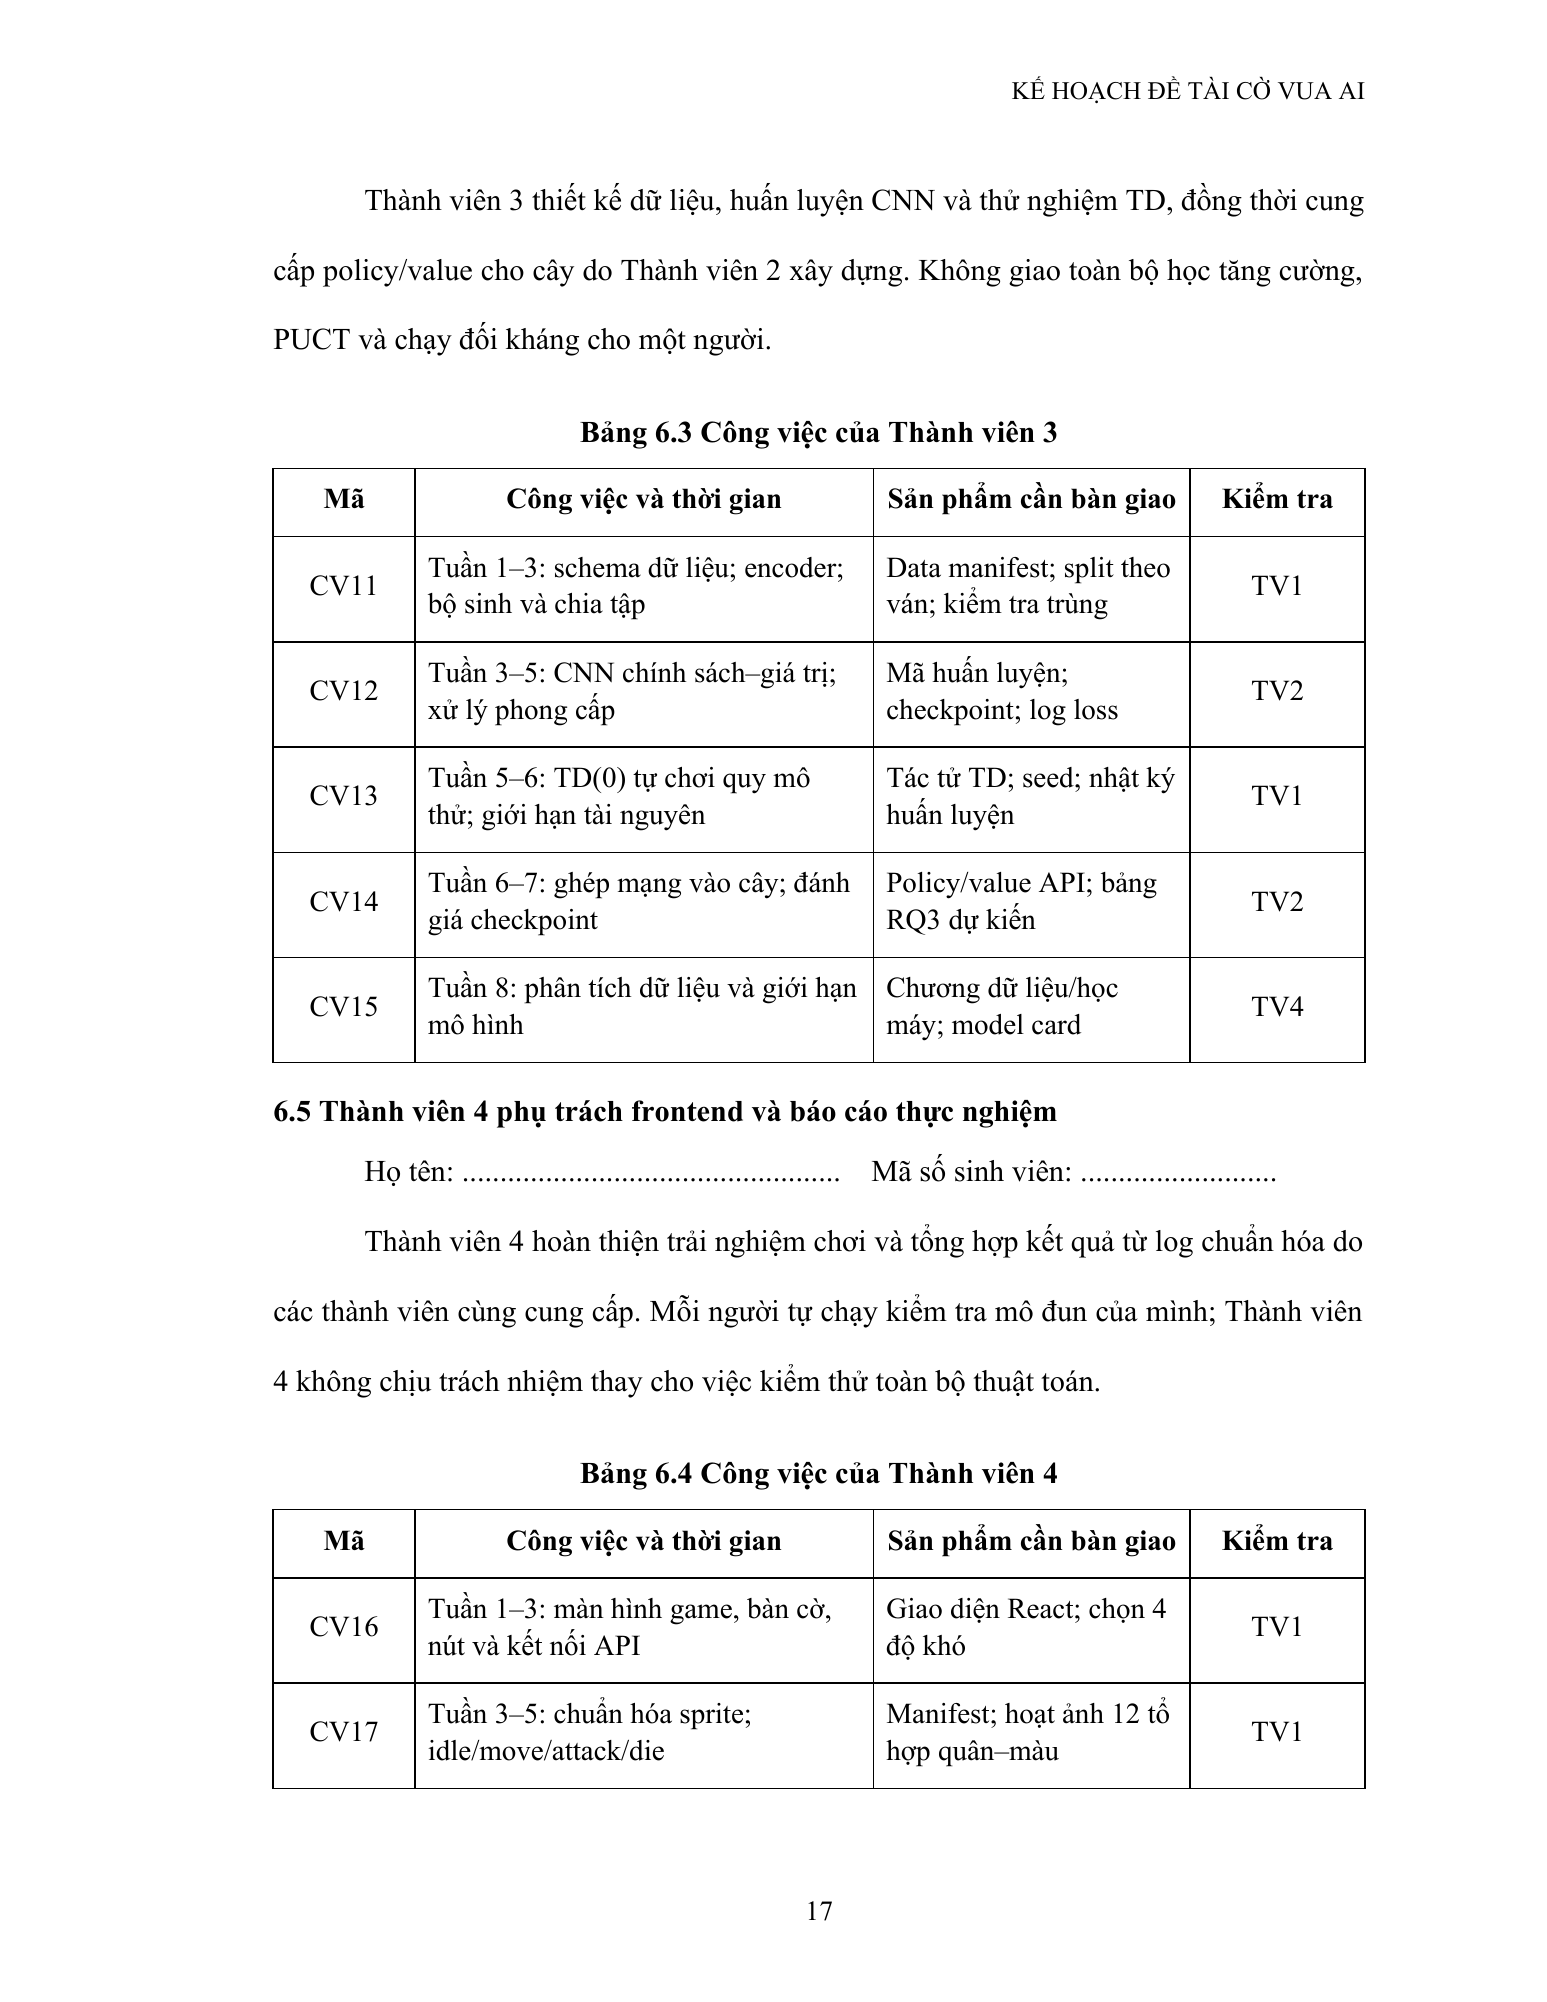 KẾ HOẠCH ĐỀ TÀI CỜ VUA AI
Thành viên 3 thiết kế dữ liệu, huấn luyện CNN và thử nghiệm TD, đồng thời cung
cấp policy/value cho cây do Thành viên 2 xây dựng. Không giao toàn bộ học tăng cường,
PUCT và chạy đối kháng cho một người.
Bảng 6.3 Công việc của Thành viên 3
Mã Công việc và thời gian Sản phẩm cần bàn giao Kiểm tra
CV11
Tuần 1–3: schema dữ liệu; encoder;
bộ sinh và chia tập
Data manifest; split theo
ván; kiểm tra trùng
TV1
CV12
Tuần 3–5: CNN chính sách–giá trị;
xử lý phong cấp
Mã huấn luyện;
checkpoint; log loss
TV2
CV13
Tuần 5–6: TD(0) tự chơi quy mô
thử; giới hạn tài nguyên
Tác tử TD; seed; nhật ký
huấn luyện
TV1
CV14
Tuần 6–7: ghép mạng vào cây; đánh
giá checkpoint
Policy/value API; bảng
RQ3 dự kiến
TV2
CV15
Tuần 8: phân tích dữ liệu và giới hạn
mô hình
Chương dữ liệu/học
máy; model card
TV4
6.5 Thành viên 4 phụ trách frontend và báo cáo thực nghiệm
Họ tên: .................................................. Mã số sinh viên: ..........................
Thành viên 4 hoàn thiện trải nghiệm chơi và tổng hợp kết quả từ log chuẩn hóa do
các thành viên cùng cung cấp. Mỗi người tự chạy kiểm tra mô đun của mình; Thành viên
4 không chịu trách nhiệm thay cho việc kiểm thử toàn bộ thuật toán.
Bảng 6.4 Công việc của Thành viên 4
Mã Công việc và thời gian Sản phẩm cần bàn giao Kiểm tra
CV16
Tuần 1–3: màn hình game, bàn cờ,
nút và kết nối API
Giao diện React; chọn 4
độ khó
TV1
CV17
Tuần 3–5: chuẩn hóa sprite;
idle/move/attack/die
Manifest; hoạt ảnh 12 tổ
hợp quân–màu
TV1
17